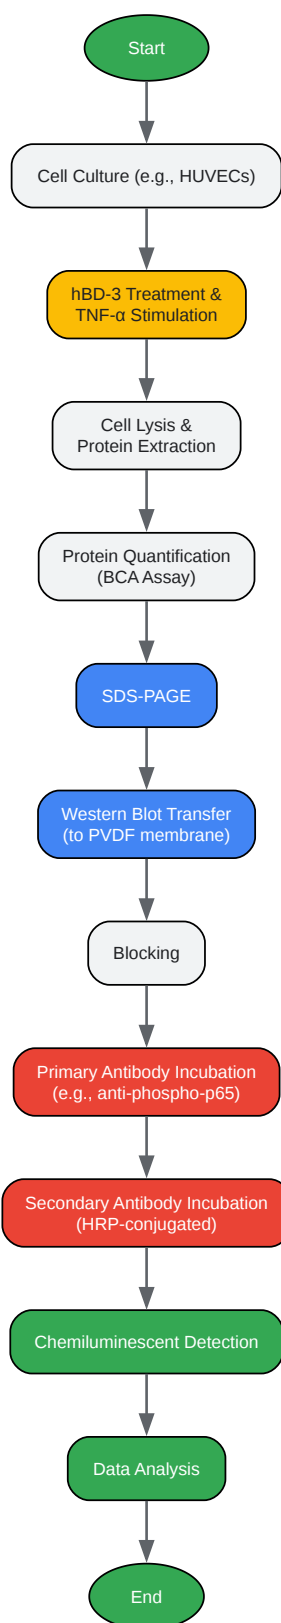 Start
Cell Culture (e.g., HUVECs)
hBD-3 Treatment &
TNF-α Stimulation
Cell Lysis &
Protein Extraction
Protein Quantification
(BCA Assay)
SDS-PAGE
Western Blot Transfer
(to PVDF membrane)
Blocking
Primary Antibody Incubation
(e.g., anti-phospho-p65)
Secondary Antibody Incubation
(HRP-conjugated)
Chemiluminescent Detection
Data Analysis
End